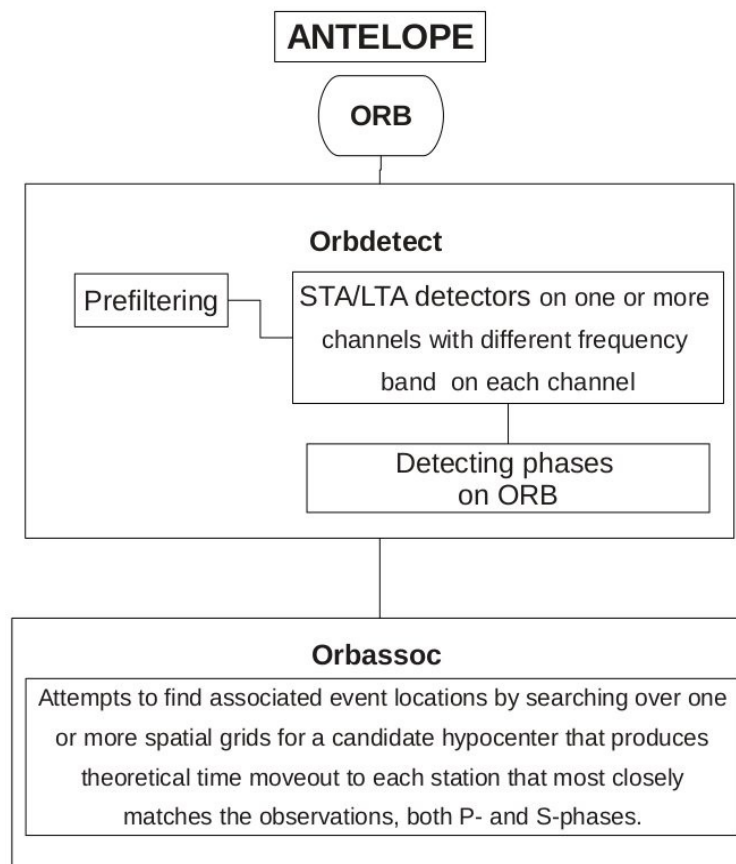 ANTELOPE
ORB
Orbdetect
Prefiltering
STA/LTA detectors on one or more
channels with different frequency
band on each channel
Detecting phases
on ORB
Orbassoc
Attempts to find associated event locations by searching over one
or more spatial grids for a candidate hypocenter that produces
theoretical time moveout to each station that most closely
matches the observations, both P- and S-phases.